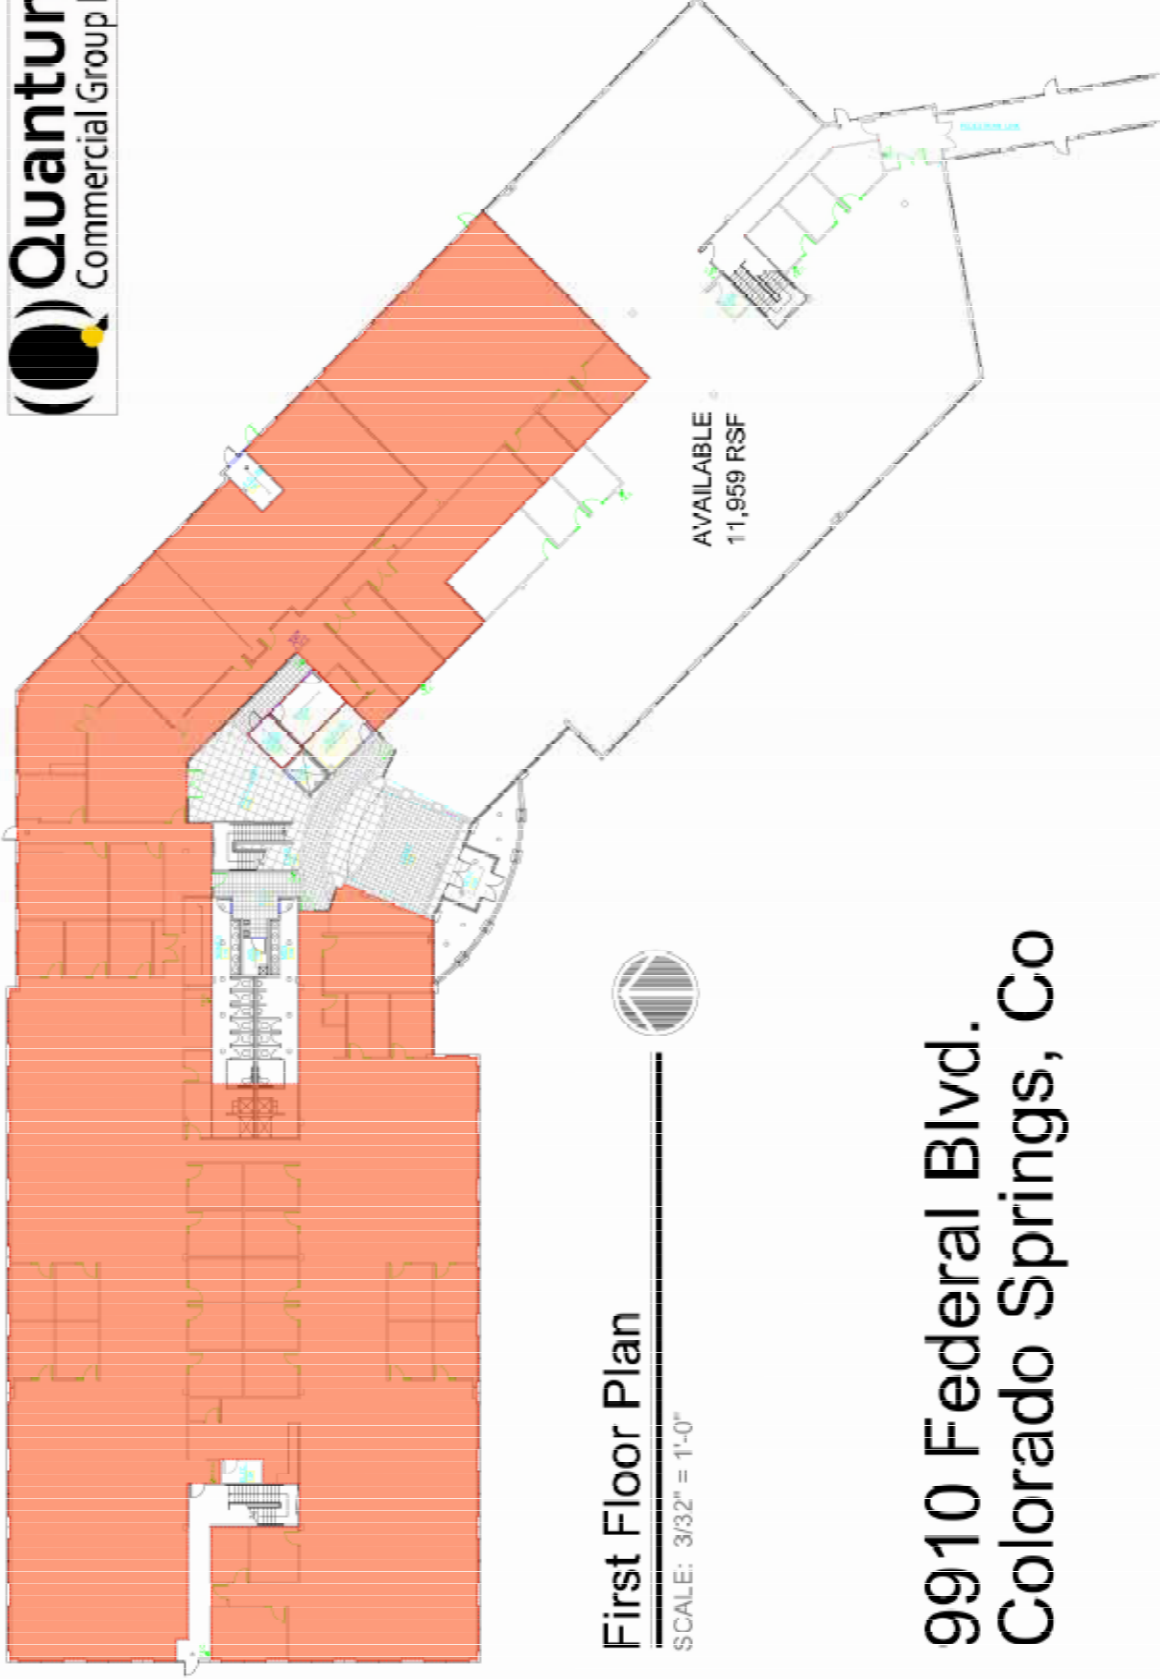 Quantum
Commercial Group
AVAILABLE
11,959 RSF
First Floor Plan
SCALE: 3/32" = 1'-0"
9910 Federal Blvd.
Colorado Springs, Co